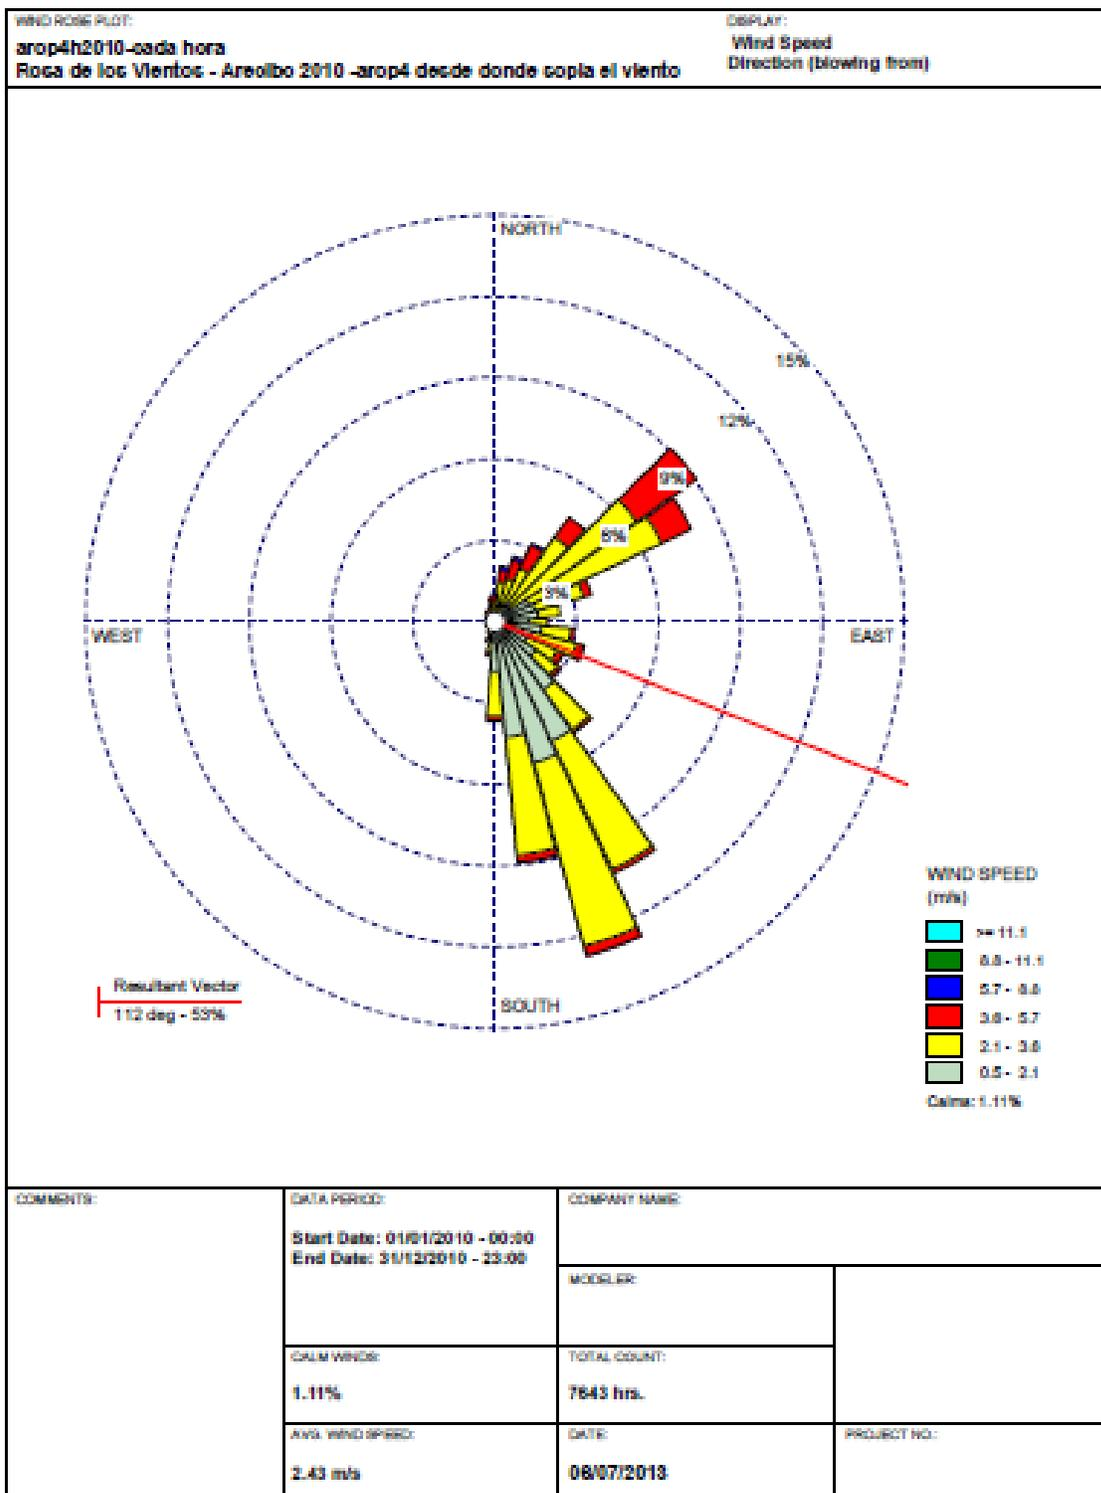 WIND ROSE PLOT:
arop4h2010-cada hora
Rosa de los Vientos - Arecibo 2010 -arop4 desde donde sopla el viento
DISPLAY:
Wind Speed
Direction (blowing from)
NORTH
15%
12%
9%
6%
3%
WEST
EAST
SOUTH
Resultant Vector
112 deg - 53%
WIND SPEED
(m/s)
>= 11.1
8.8 - 11.1
5.7 - 8.8
3.6 - 5.7
2.1 - 3.6
0.5 - 2.1
Calms: 1.11%
COMMENTS:
DATA PERIOD:
Start Date: 01/01/2010 - 00:00
End Date: 31/12/2010 - 23:00
COMPANY NAME:
MODELER:
CALM WINDS:
1.11%
TOTAL COUNT:
7643 hrs.
AVG. WIND SPEED:
2.43 m/s
DATE:
06/07/2013
PROJECT NO.: